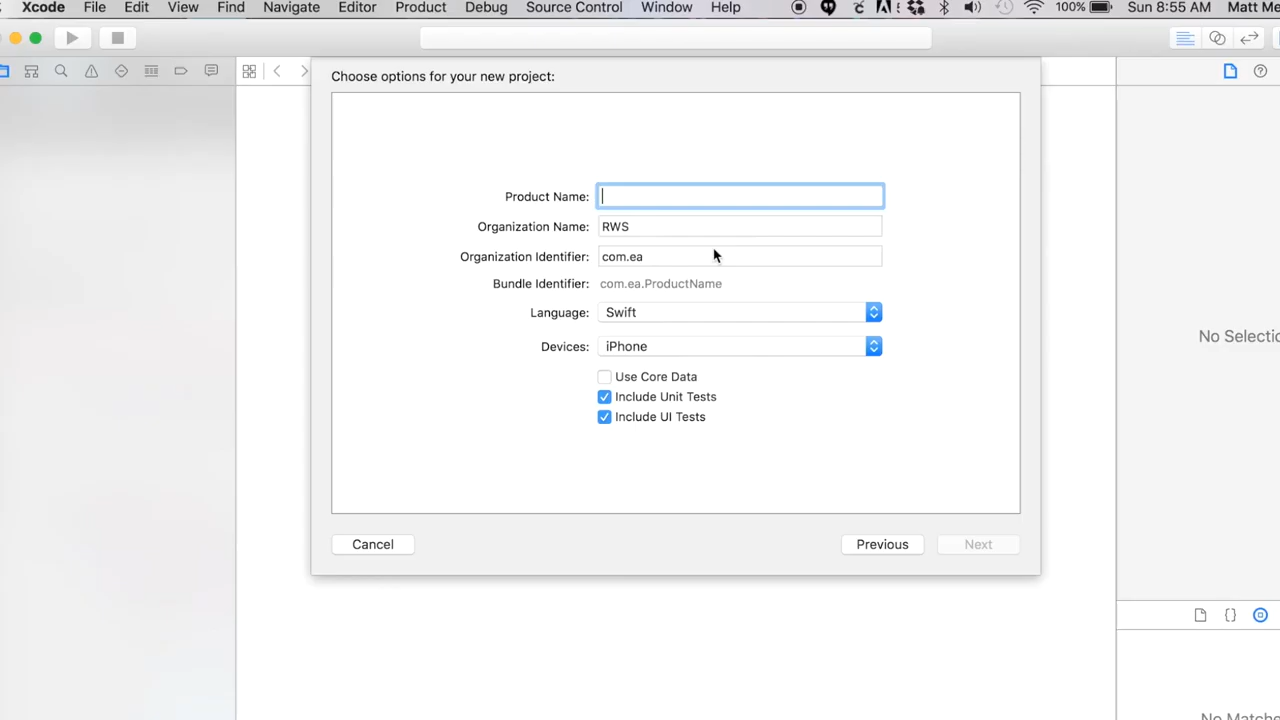 Xcode File Edit View Find Navigate Editor Product Debug Source Control Window Help 100% Sun 8:55 AM Matt Me
Choose options for your new project:
Product Name:
Organization Name: RWS
Organization Identifier: com.ea
Bundle Identifier: com.ea.ProductName
Language: Swift
No Selectio
Devices: iPhone
Use Core Data
Include Unit Tests
Include UI Tests
Cancel Previous Next
No Matche